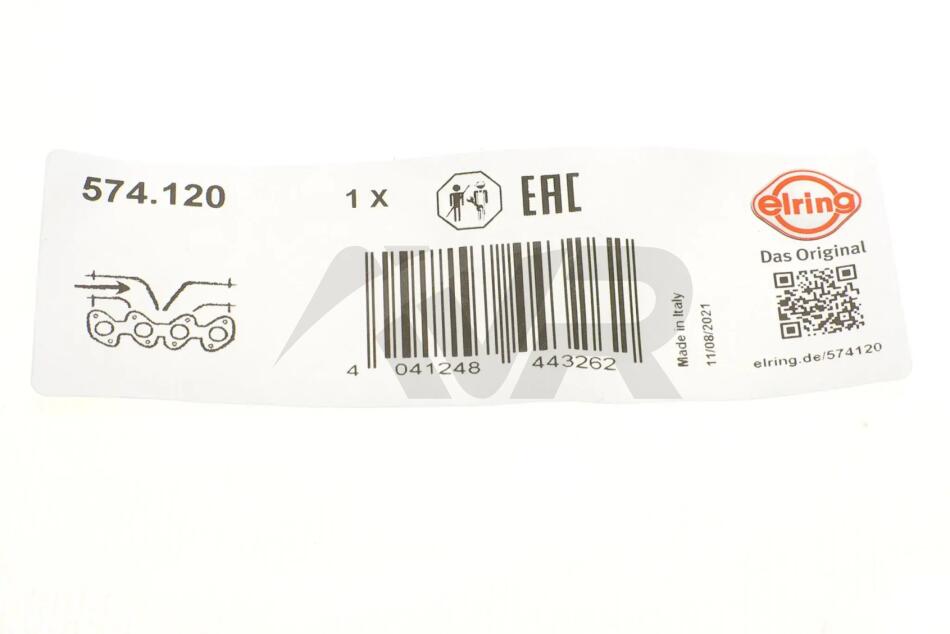 574.120
1 X
EAC
elring
Das Original
4 041248 443262
Made in Italy
11/08/2021
elring.de/574120
AVR